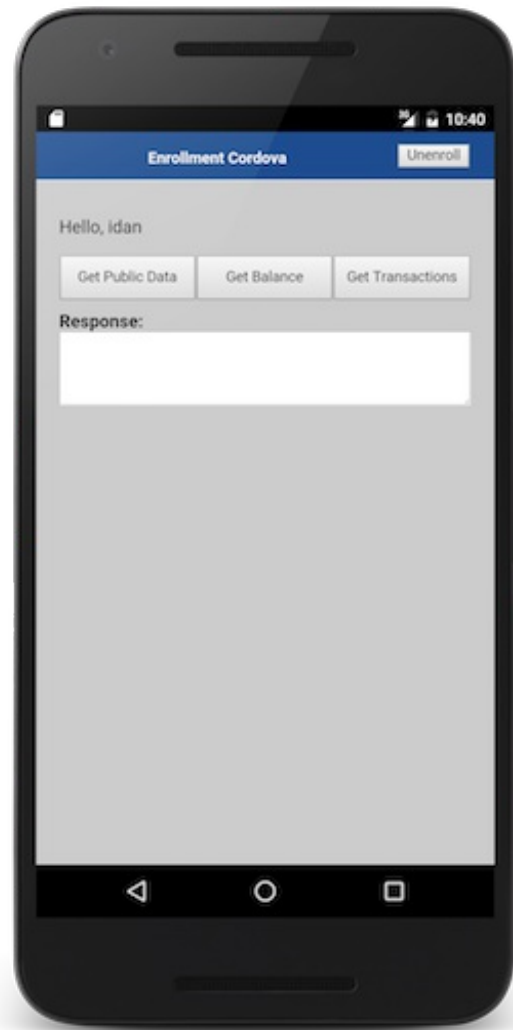 10:40
Enrollment Cordova Unenroll
Hello, idan
Get Public Data Get Balance Get Transactions
Response: